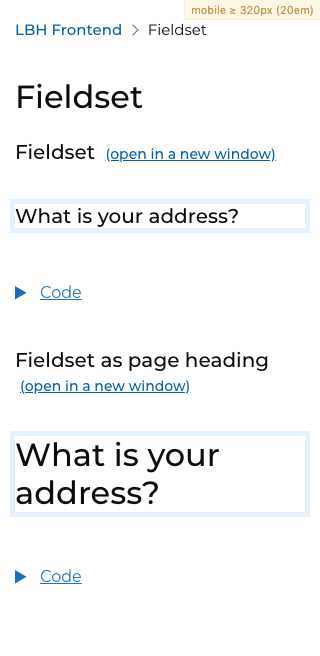 mobile ≥ 320px (20em)
LBH Frontend > Fieldset
Fieldset
Fieldset (open in a new window)
What is your address?
Code
Fieldset as page heading
(open in a new window)
What is your
address?
Code